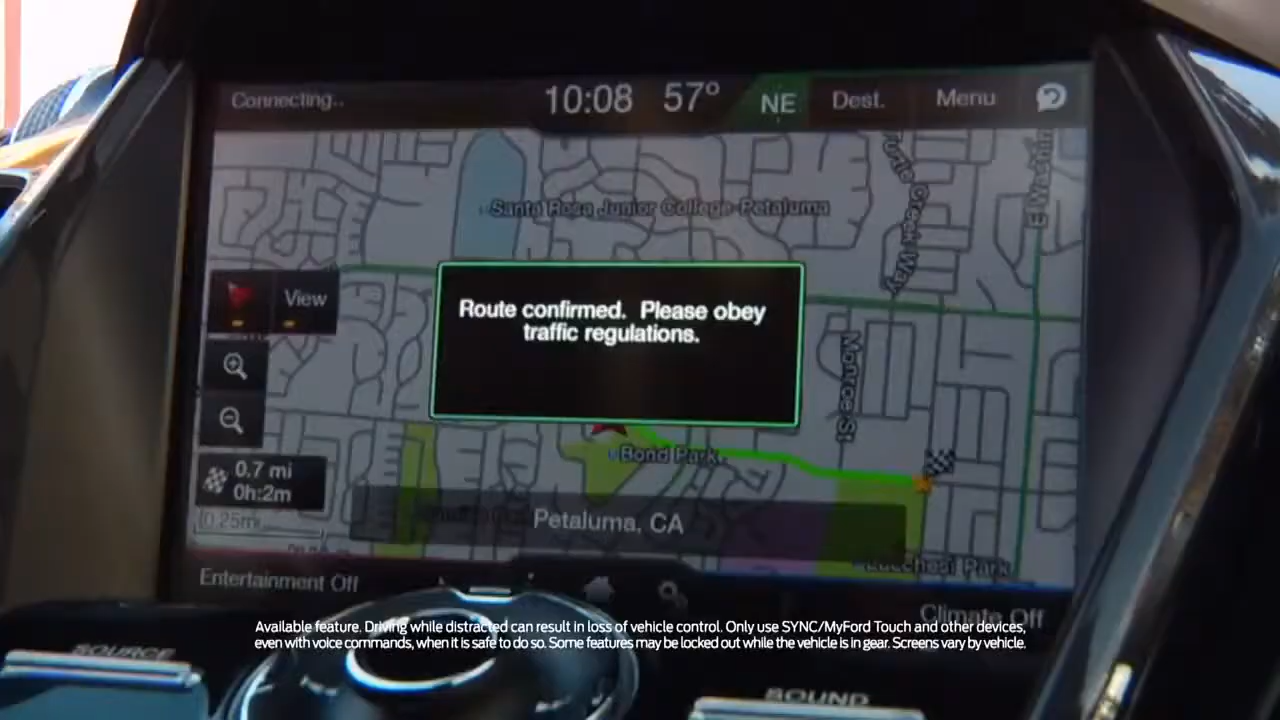 Connecting..
10:08 57° NE Dest. Menu
Santa Rosa Junior College-Petaluma
Creek Way
View
Route confirmed. Please obey
traffic regulations.
Monroe St
Bond Park
0.7 mi
0h:2m
0.25mi
Petaluma, CA
Lucchesi Park
Entertainment Off
Climate Off
Available feature. Driving while distracted can result in loss of vehicle control. Only use SYNC/MyFord Touch and other devices,
even with voice commands, when it is safe to do so. Some features may be locked out while the vehicle is in gear. Screens vary by vehicle.
SOURCE
SOUND